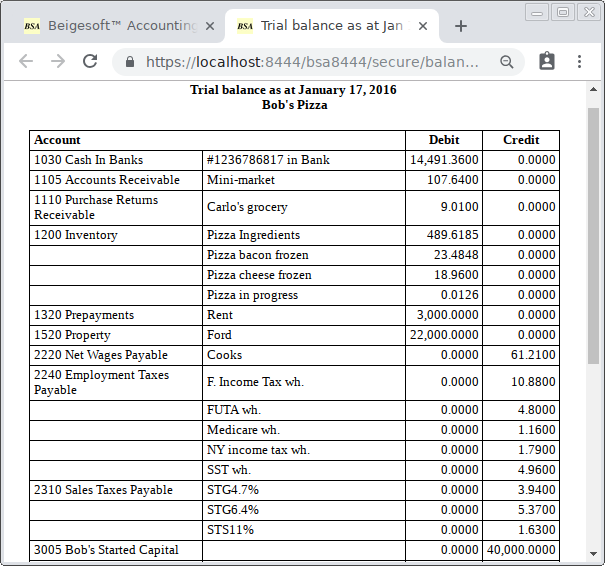 BSA Beigesoft™ Accounting
BSA Trial balance as at Jan
https://localhost:8444/bsa8444/secure/balan...
Trial balance as at January 17, 2016
Bob's Pizza
Account Debit Credit
1030 Cash In Banks #1236786817 in Bank 14,491.3600 0.0000
1105 Accounts Receivable Mini-market 107.6400 0.0000
1110 Purchase Returns
Receivable Carlo's grocery 9.0100 0.0000
1200 Inventory Pizza Ingredients 489.6185 0.0000
Pizza bacon frozen 23.4848 0.0000
Pizza cheese frozen 18.9600 0.0000
Pizza in progress 0.0126 0.0000
1320 Prepayments Rent 3,000.0000 0.0000
1520 Property Ford 22,000.0000 0.0000
2220 Net Wages Payable Cooks 0.0000 61.2100
2240 Employment Taxes
Payable F. Income Tax wh. 0.0000 10.8800
FUTA wh. 0.0000 4.8000
Medicare wh. 0.0000 1.1600
NY income tax wh. 0.0000 1.7900
SST wh. 0.0000 4.9600
2310 Sales Taxes Payable STG4.7% 0.0000 3.9400
STG6.4% 0.0000 5.3700
STS11% 0.0000 1.6300
3005 Bob's Started Capital 0.0000 40,000.0000